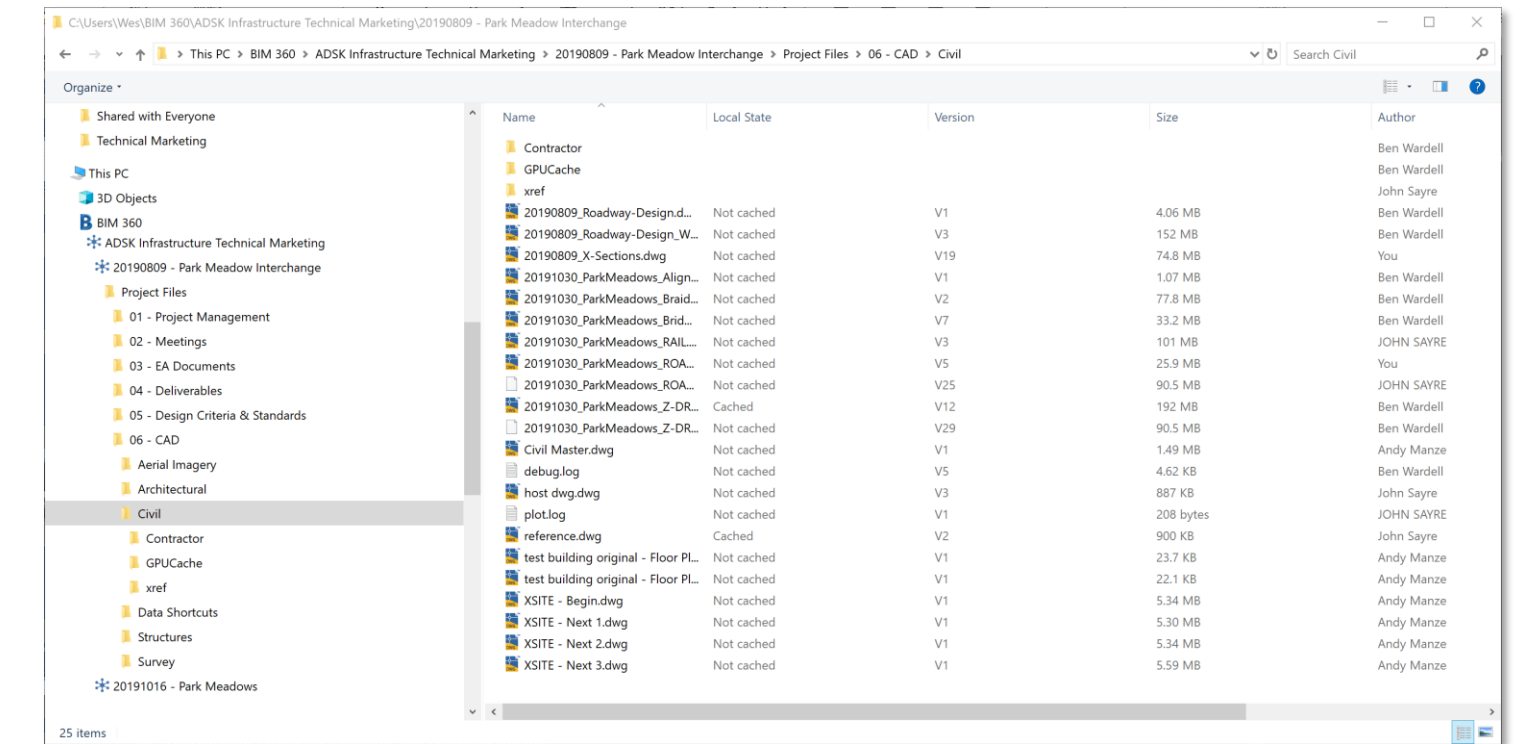 C:\Users\Wes\BIM 360\ADSK Infrastructure Technical Marketing\20190809 - Park Meadow Interchange
This PC > BIM 360 > ADSK Infrastructure Technical Marketing > 20190809 - Park Meadow Interchange > Project Files > 06 - CAD > Civil
Search Civil
Organize
Shared with Everyone
Technical Marketing
This PC
3D Objects
BIM 360
ADSK Infrastructure Technical Marketing
20190809 - Park Meadow Interchange
Project Files
01 - Project Management
02 - Meetings
03 - EA Documents
04 - Deliverables
05 - Design Criteria & Standards
06 - CAD
Aerial Imagery
Architectural
Civil
Contractor
GPUCache
xref
Data Shortcuts
Structures
Survey
20191016 - Park Meadows
Name Local State Version Size Author
Contractor Ben Wardell
GPUCache Ben Wardell
xref John Sayre
20190809_Roadway-Design.d... Not cached V1 4.06 MB Ben Wardell
20190809_Roadway-Design_W... Not cached V3 152 MB Ben Wardell
20190809_X-Sections.dwg Not cached V19 74.8 MB You
20191030_ParkMeadows_Align... Not cached V1 1.07 MB Ben Wardell
20191030_ParkMeadows_Braid... Not cached V2 77.8 MB Ben Wardell
20191030_ParkMeadows_Brid... Not cached V7 33.2 MB Ben Wardell
20191030_ParkMeadows_RAIL.... Not cached V3 101 MB JOHN SAYRE
20191030_ParkMeadows_ROA... Not cached V5 25.9 MB You
20191030_ParkMeadows_ROA... Not cached V25 90.5 MB JOHN SAYRE
20191030_ParkMeadows_Z-DR... Cached V12 192 MB Ben Wardell
20191030_ParkMeadows_Z-DR... Not cached V29 90.5 MB Ben Wardell
Civil Master.dwg Not cached V1 1.49 MB Andy Manze
debug.log Not cached V5 4.62 KB Ben Wardell
host dwg.dwg Not cached V3 887 KB John Sayre
plot.log Not cached V1 208 bytes JOHN SAYRE
reference.dwg Cached V2 900 KB John Sayre
test building original - Floor Pl... Not cached V1 23.7 KB Andy Manze
test building original - Floor Pl... Not cached V1 22.1 KB Andy Manze
XSITE - Begin.dwg Not cached V1 5.34 MB Andy Manze
XSITE - Next 1.dwg Not cached V1 5.30 MB Andy Manze
XSITE - Next 2.dwg Not cached V1 5.34 MB Andy Manze
XSITE - Next 3.dwg Not cached V1 5.59 MB Andy Manze
25 items